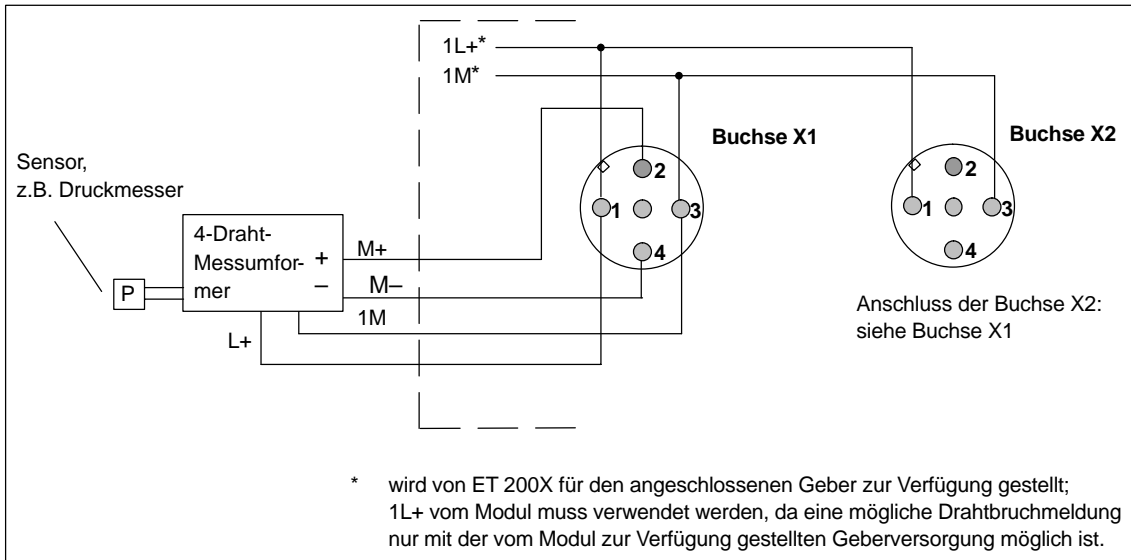 1L+*
1M*
Buchse X1
Buchse X2
2
1
3
4
2
1
3
4
Sensor,
z.B. Druckmesser
4-Draht-
Messumfor-
mer
+
–
P
M+
M–
1M
L+
Anschluss der Buchse X2:
siehe Buchse X1
* wird von ET 200X für den angeschlossenen Geber zur Verfügung gestellt;
1L+ vom Modul muss verwendet werden, da eine mögliche Drahtbruchmeldung
nur mit der vom Modul zur Verfügung gestellten Geberversorgung möglich ist.